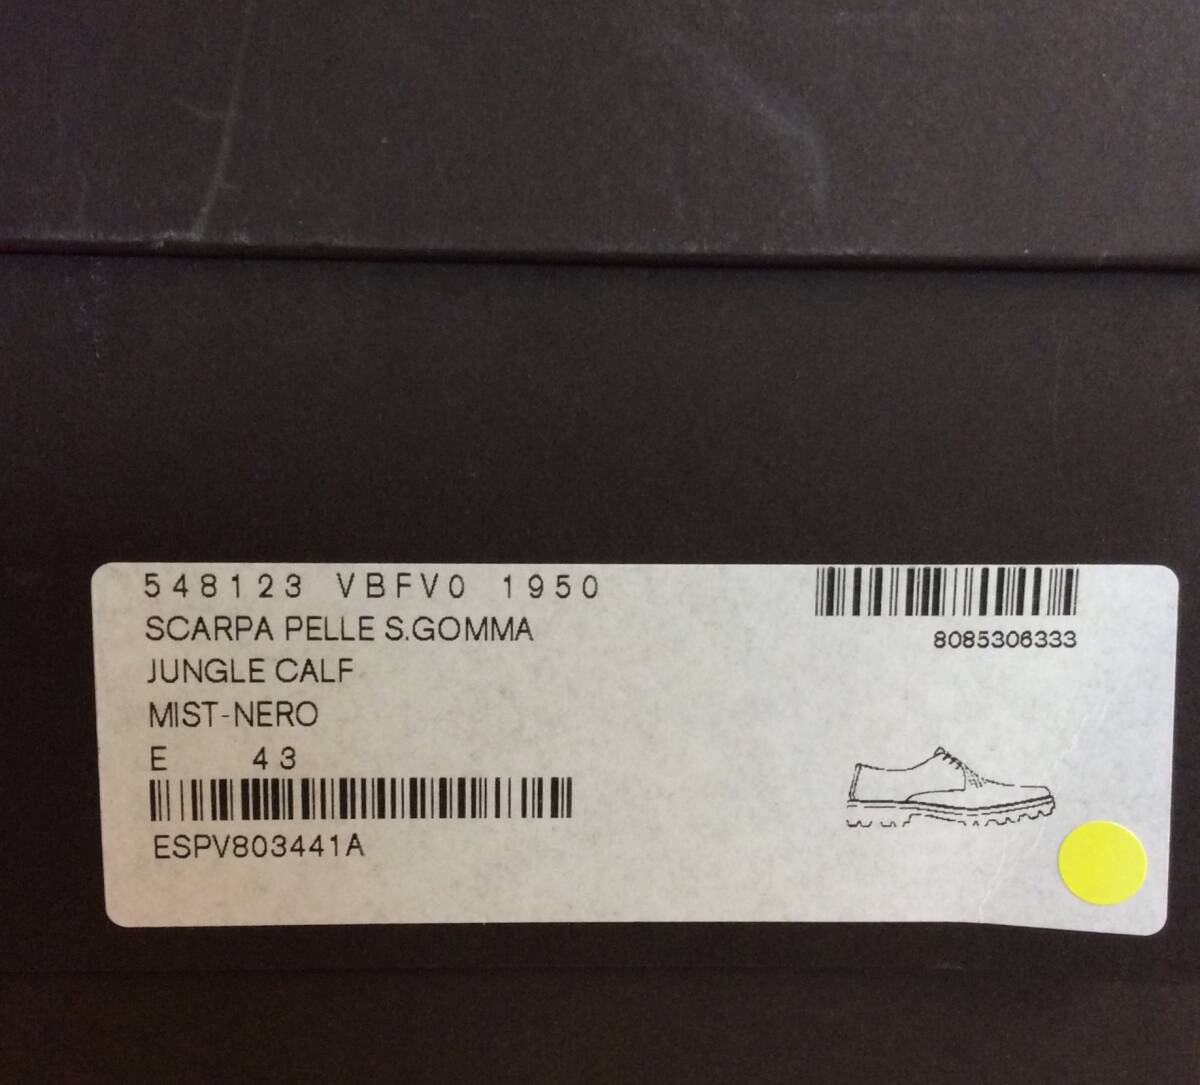 548123 VBFV0 1950
SCARPA PELLE S.GOMMA
JUNGLE CALF
MIST-NERO
E 43
ESPV803441A
8085306333